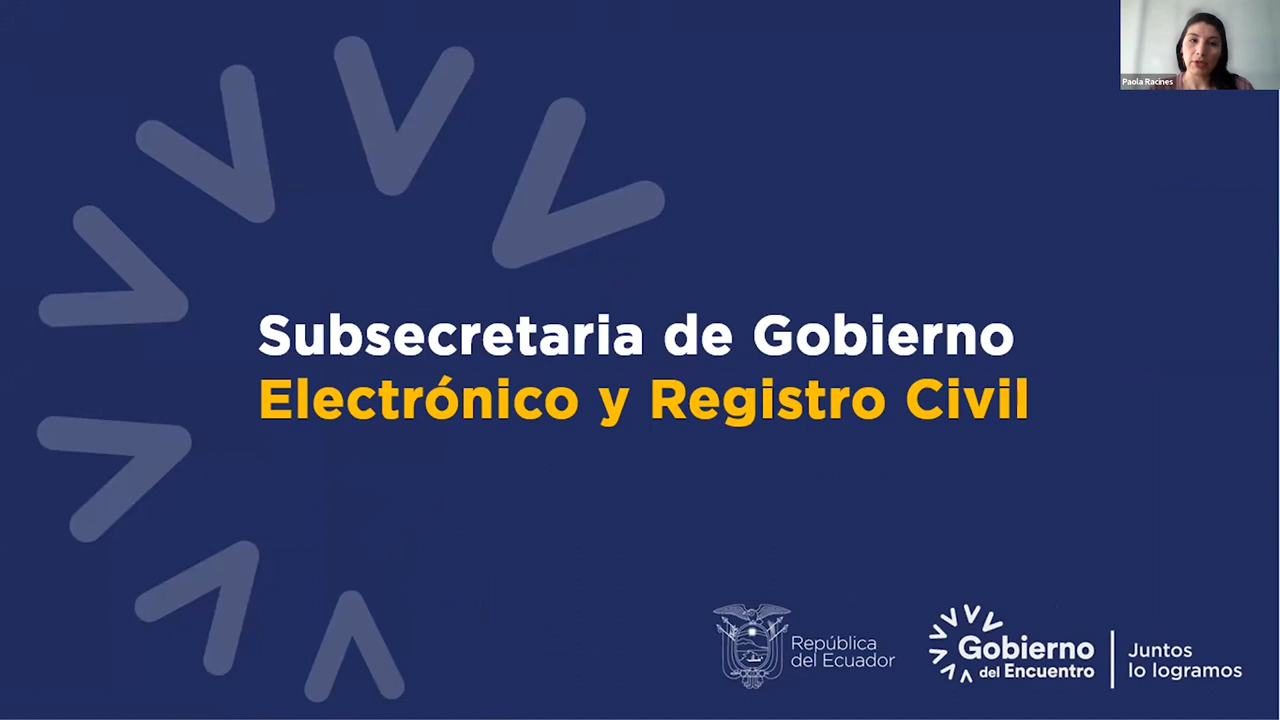 Paola Racines
Subsecretaria de Gobierno
Electrónico y Registro Civil
República
del Ecuador
Gobierno
del Encuentro
Juntos
lo logramos